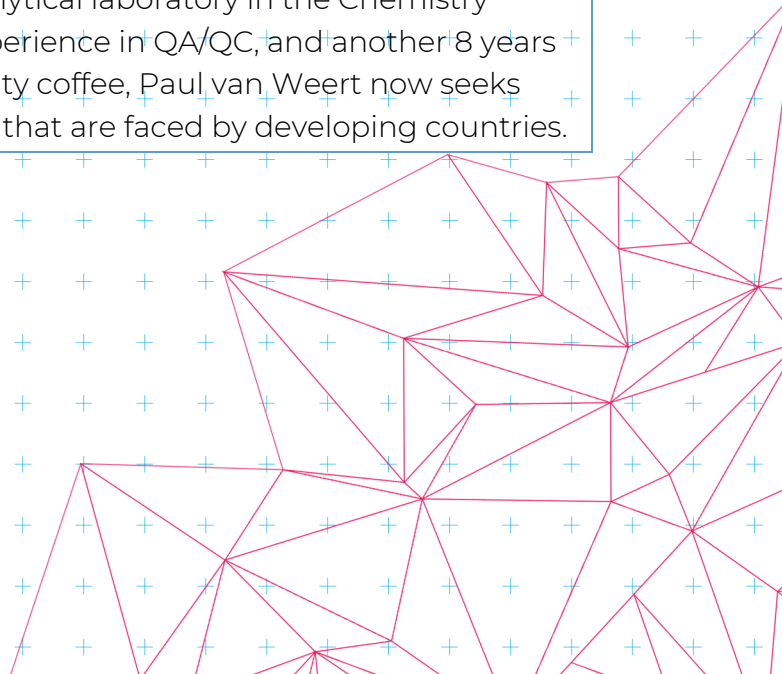 lytical laboratory in the Chemistry
perience in QA/QC, and another 8 years
ty coffee, Paul van Weert now seeks
that are faced by developing countries.